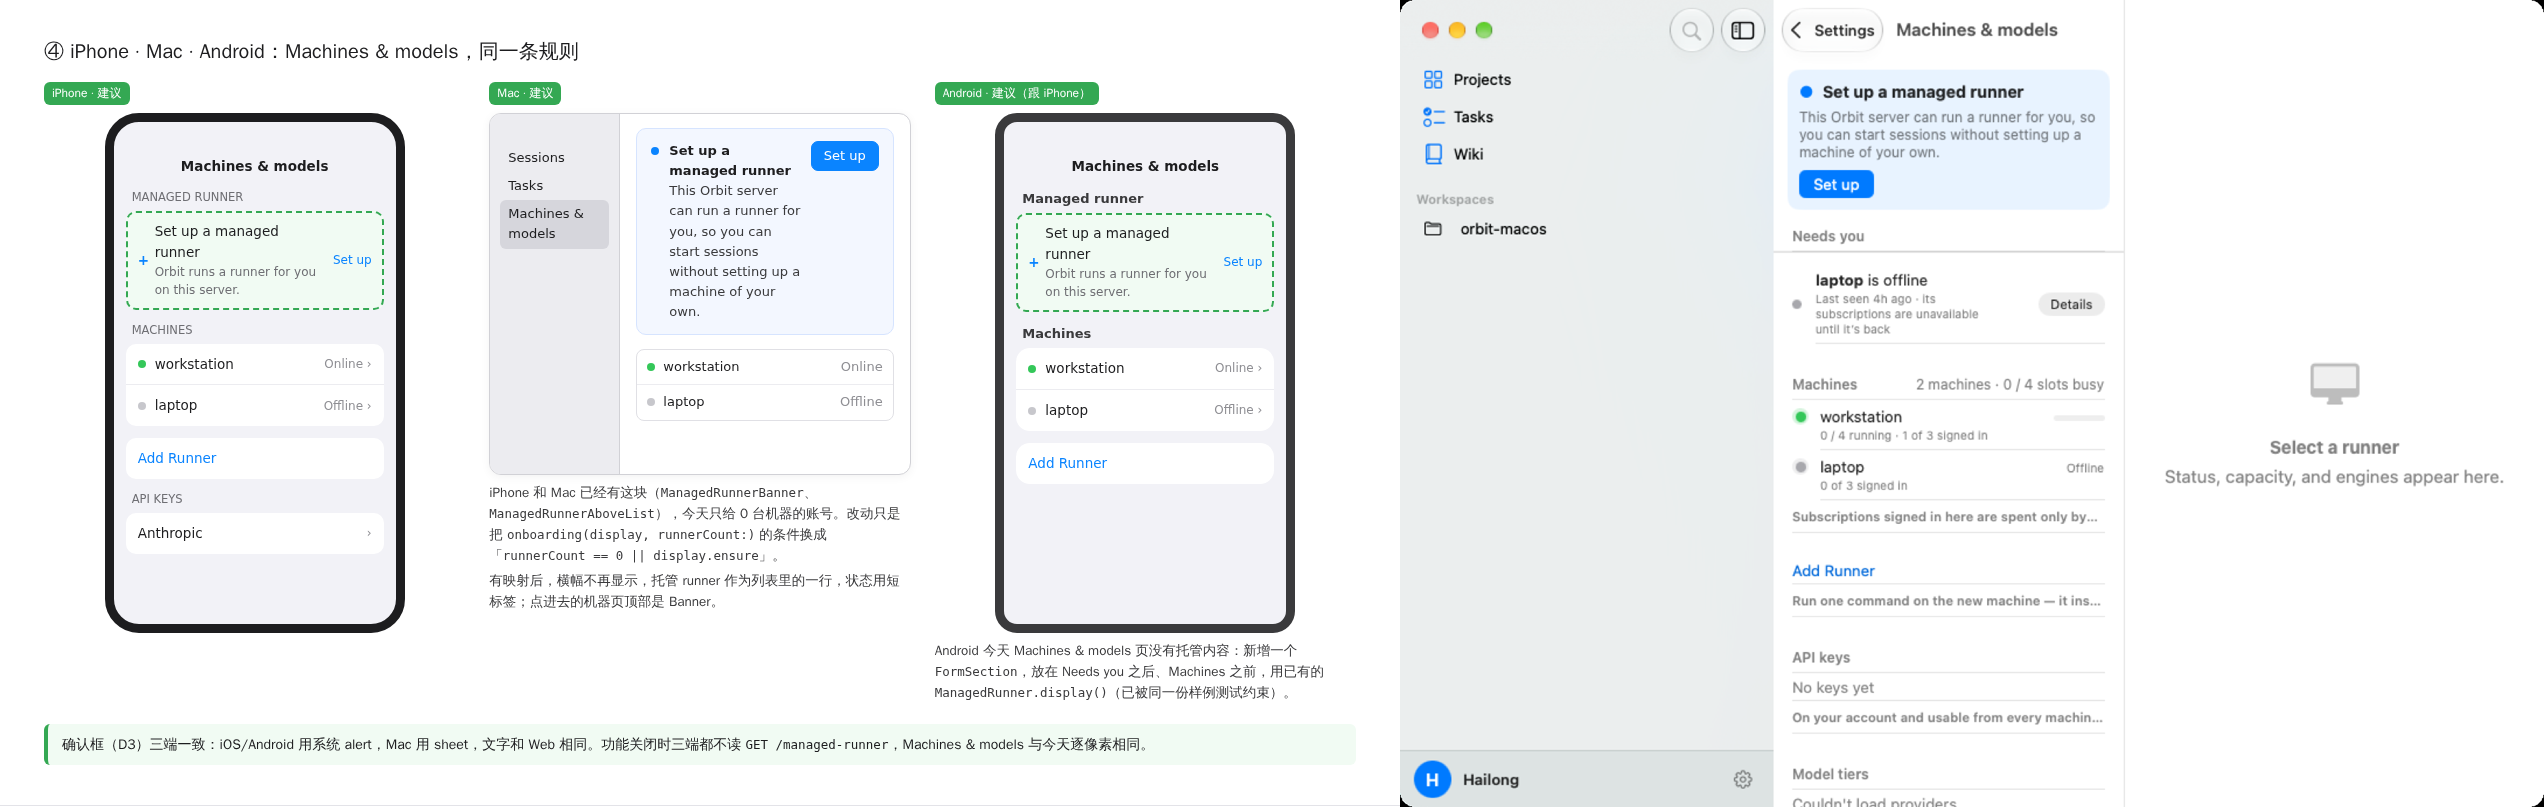 ④ iPhone · Mac · Android：Machines & models，同一条规则
iPhone · 建议
Machines & models
MANAGED RUNNER
+
Set up a managed
runner
Orbit runs a runner for you
on this server.
Set up
MACHINES
workstation
Online ›
laptop
Offline ›
Add Runner
API KEYS
Anthropic
›
Mac · 建议
Sessions
Tasks
Machines &
models
Set up a
managed runner
Set up
This Orbit server
can run a runner for
you, so you can
start sessions
without setting up a
machine of your
own.
workstation
Online
laptop
Offline
iPhone 和 Mac 已经有这块（ManagedRunnerBanner、
ManagedRunnerAboveList），今天只给 0 台机器的账号。改动只是
把 onboarding(display, runnerCount:) 的条件换成
「runnerCount == 0 || display.ensure」。
有映射后，横幅不再显示，托管 runner 作为列表里的一行，状态用短
标签；点进去的机器页顶部是 Banner。
Android · 建议（跟 iPhone）
Machines & models
Managed runner
+
Set up a managed
runner
Orbit runs a runner for you
on this server.
Set up
Machines
workstation
Online ›
laptop
Offline ›
Add Runner
Android 今天 Machines & models 页没有托管内容：新增一个
FormSection，放在 Needs you 之后、Machines 之前，用已有的
ManagedRunner.display()（已被同一份样例测试约束）。
确认框（D3）三端一致：iOS/Android 用系统 alert，Mac 用 sheet，文字和 Web 相同。功能关闭时三端都不读 GET /managed-runner，Machines & models 与今天逐像素相同。
Projects
Tasks
Wiki
Workspaces
orbit-macos
H
Hailong
Settings
Machines & models
Set up a managed runner
This Orbit server can run a runner for you, so
you can start sessions without setting up a
machine of your own.
Set up
Needs you
laptop is offline
Last seen 4h ago · its
subscriptions are unavailable
until it's back
Details
Machines
2 machines · 0 / 4 slots busy
workstation
0 / 4 running · 1 of 3 signed in
laptop
Offline
0 of 3 signed in
Subscriptions signed in here are spent only by...
Add Runner
Run one command on the new machine — it ins...
API keys
No keys yet
On your account and usable from every machin...
Model tiers
Couldn't load providers
Select a runner
Status, capacity, and engines appear here.